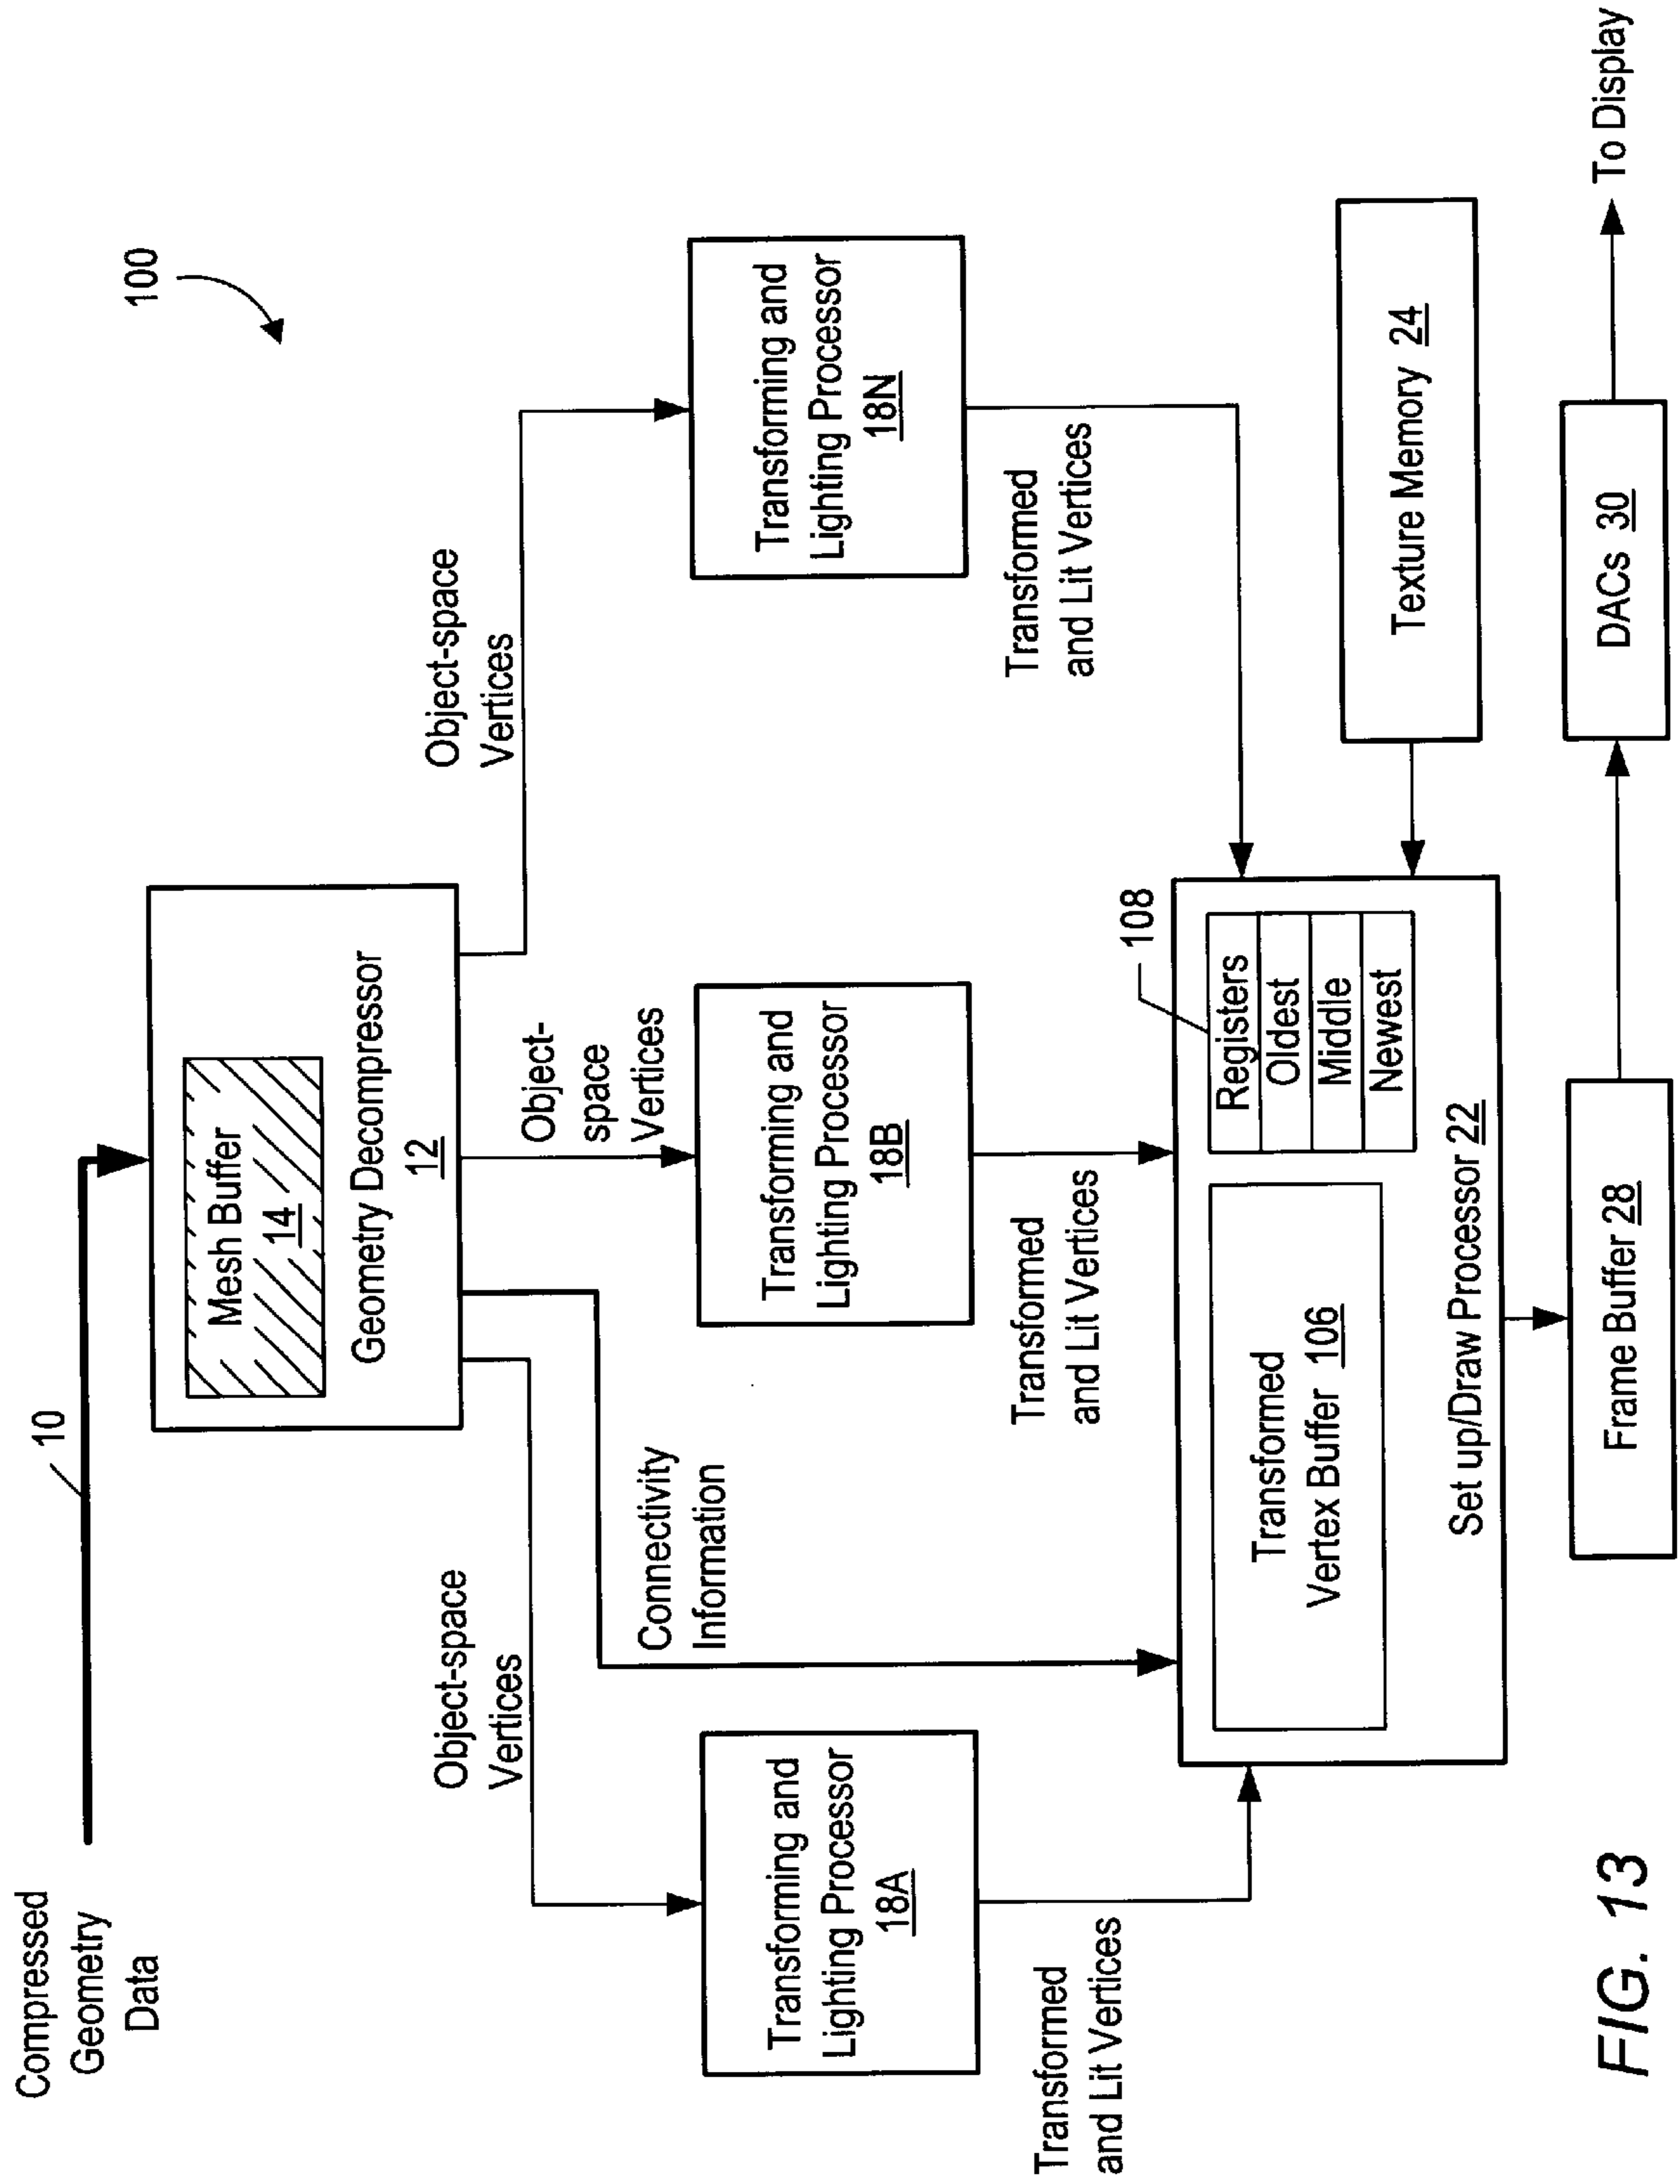 Compressed
Geometry
Data
10
100
Mesh Buffer
14
Geometry Decompressor
12
Object-space
Vertices
Connectivity
Information
Object-
space
Vertices
Object-space
Vertices
Transforming and
Lighting Processor
18A
Transforming and
Lighting Processor
18B
Transforming and
Lighting Processor
18N
Transformed
and Lit Vertices
Transformed
and Lit Vertices
Transformed
and Lit Vertices
108
Transformed
Vertex Buffer 106
Registers
Oldest
Middle
Newest
Set up/Draw Processor 22
Texture Memory 24
Frame Buffer 28
DACs 30
To Display
FIG. 13